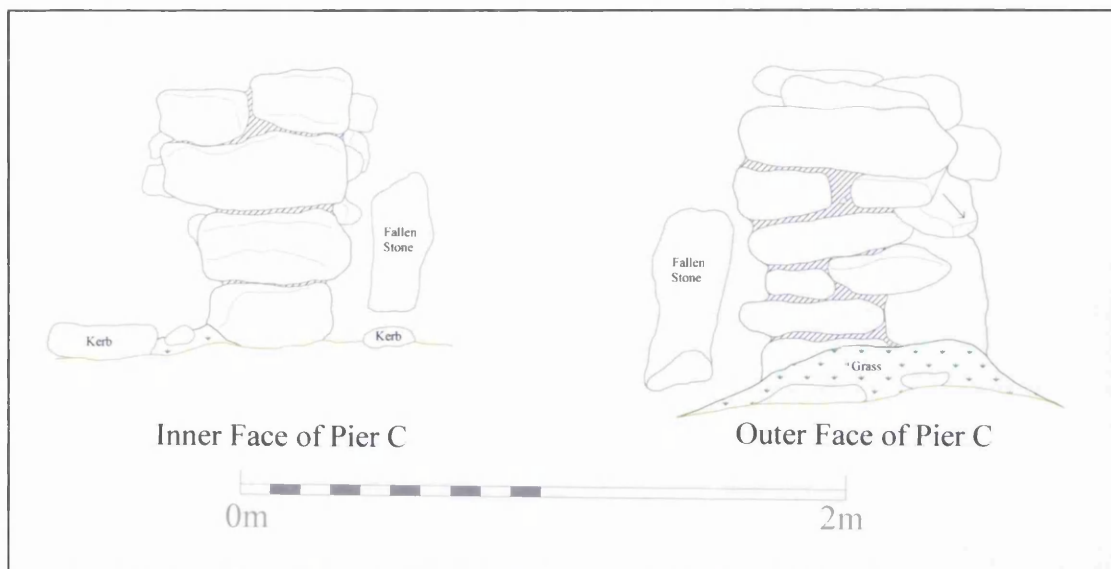 Fallen
Stone
Kerb
Kerb
Inner Face of Pier C
Fallen
Stone
Grass
Outer Face of Pier C
0m
2m